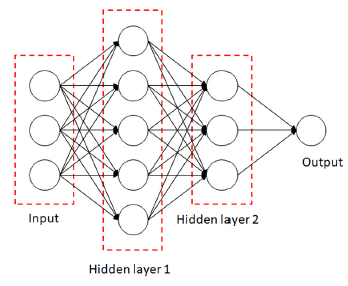 Input
Hidden layer 1
Hidden layer 2
Output